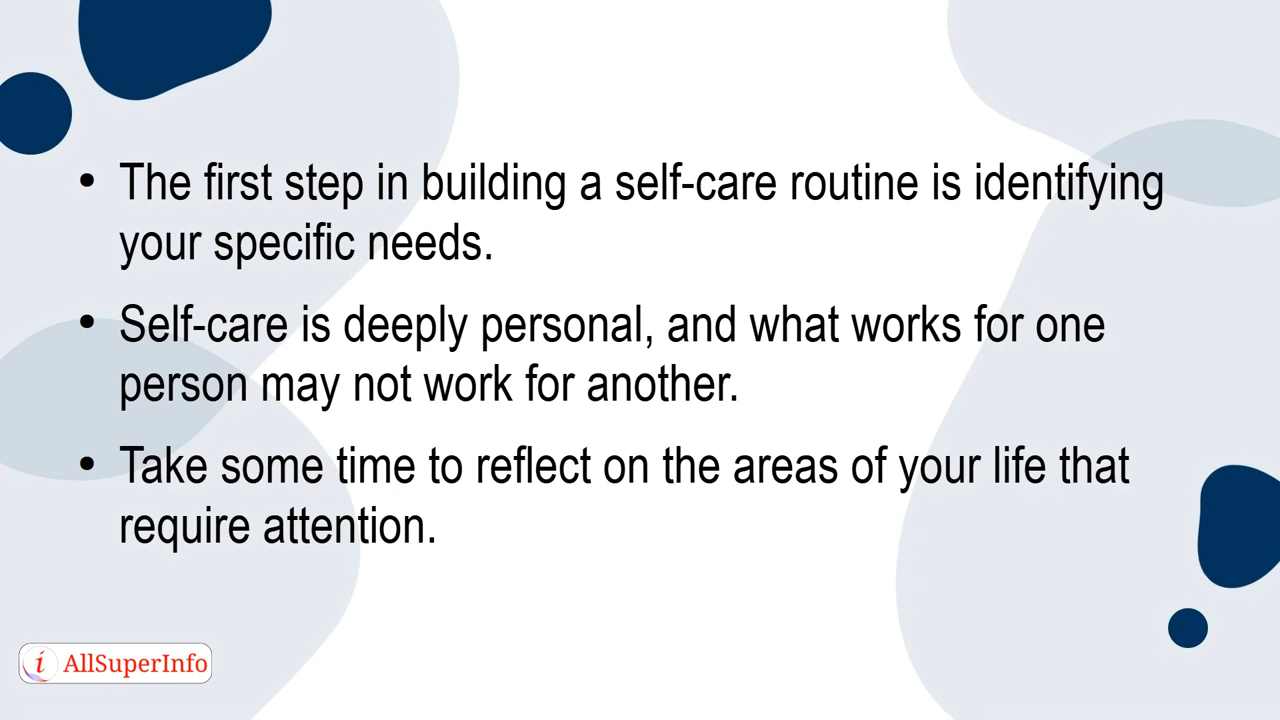 • The first step in building a self-care routine is identifying
your specific needs.
• Self-care is deeply personal, and what works for one
person may not work for another.
• Take some time to reflect on the areas of your life that
require attention.
i AllSuperInfo